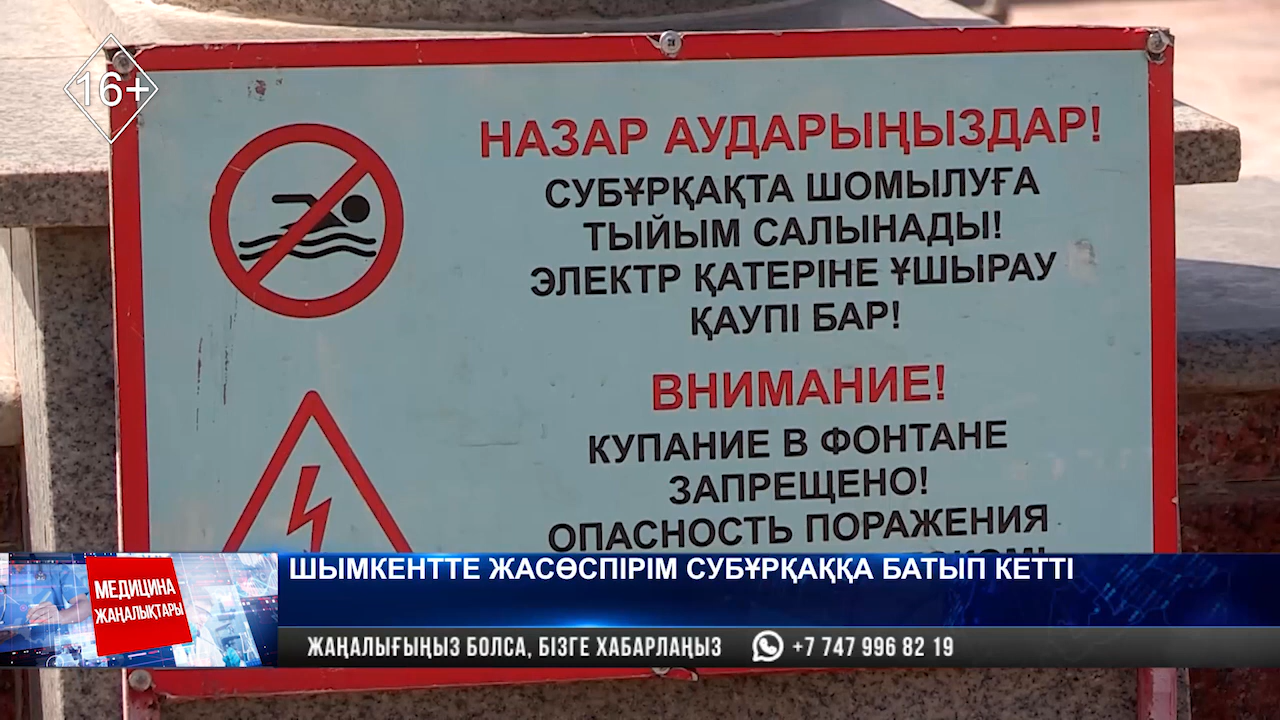 16+
НАЗАР АУДАРЫҢЫЗДАР!
СУБҰРҚАҚТА ШОМЫЛУҒА
ТЫЙЫМ САЛЫНАДЫ!
ЭЛЕКТР ҚАТЕРІНЕ ҰШЫРАУ
ҚАУПІ БАР!
ВНИМАНИЕ!
КУПАНИЕ В ФОНТАНЕ
ЗАПРЕЩЕНО!
ОПАСНОСТЬ ПОРАЖЕНИЯ
ШЫМКЕНТТЕ ЖАСӨСПІРІМ СУБҰРҚАҚҚА БАТЫП КЕТТІ
МЕДИЦИНА
ЖАҢАЛЫҚТАРЫ
ЖАҢАЛЫҒЫҢЫЗ БОЛСА, БІЗГЕ ХАБАРЛАҢЫЗ
+7 747 996 82 19